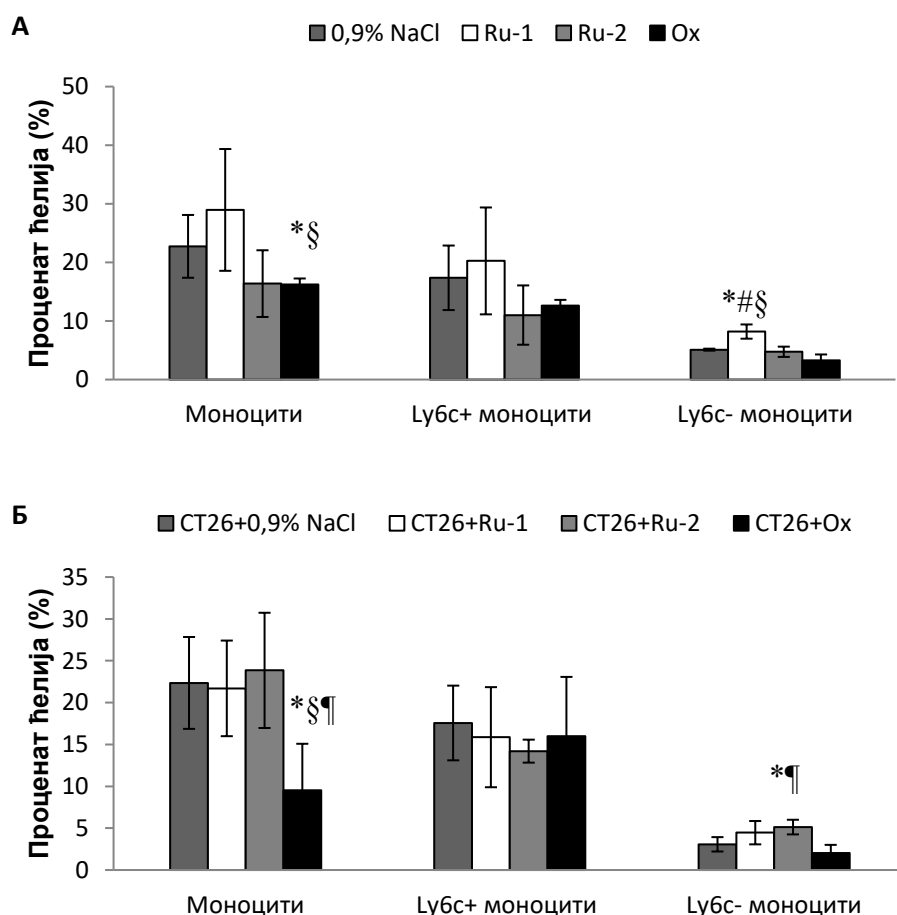 А
0,9% NaCl Ru-1 Ru-2 Ox
Проценат ћелија (%)
50
40
30
20
10
0
*§
*#§
Моноцити Ly6c+ моноцити Ly6c- моноцити
Б
CT26+0,9% NaCl CT26+Ru-1 CT26+Ru-2 CT26+Ox
Проценат ћелија (%)
35
30
25
20
15
10
5
0
*§¶
*¶
Моноцити Ly6c+ моноцити Ly6c- моноцити